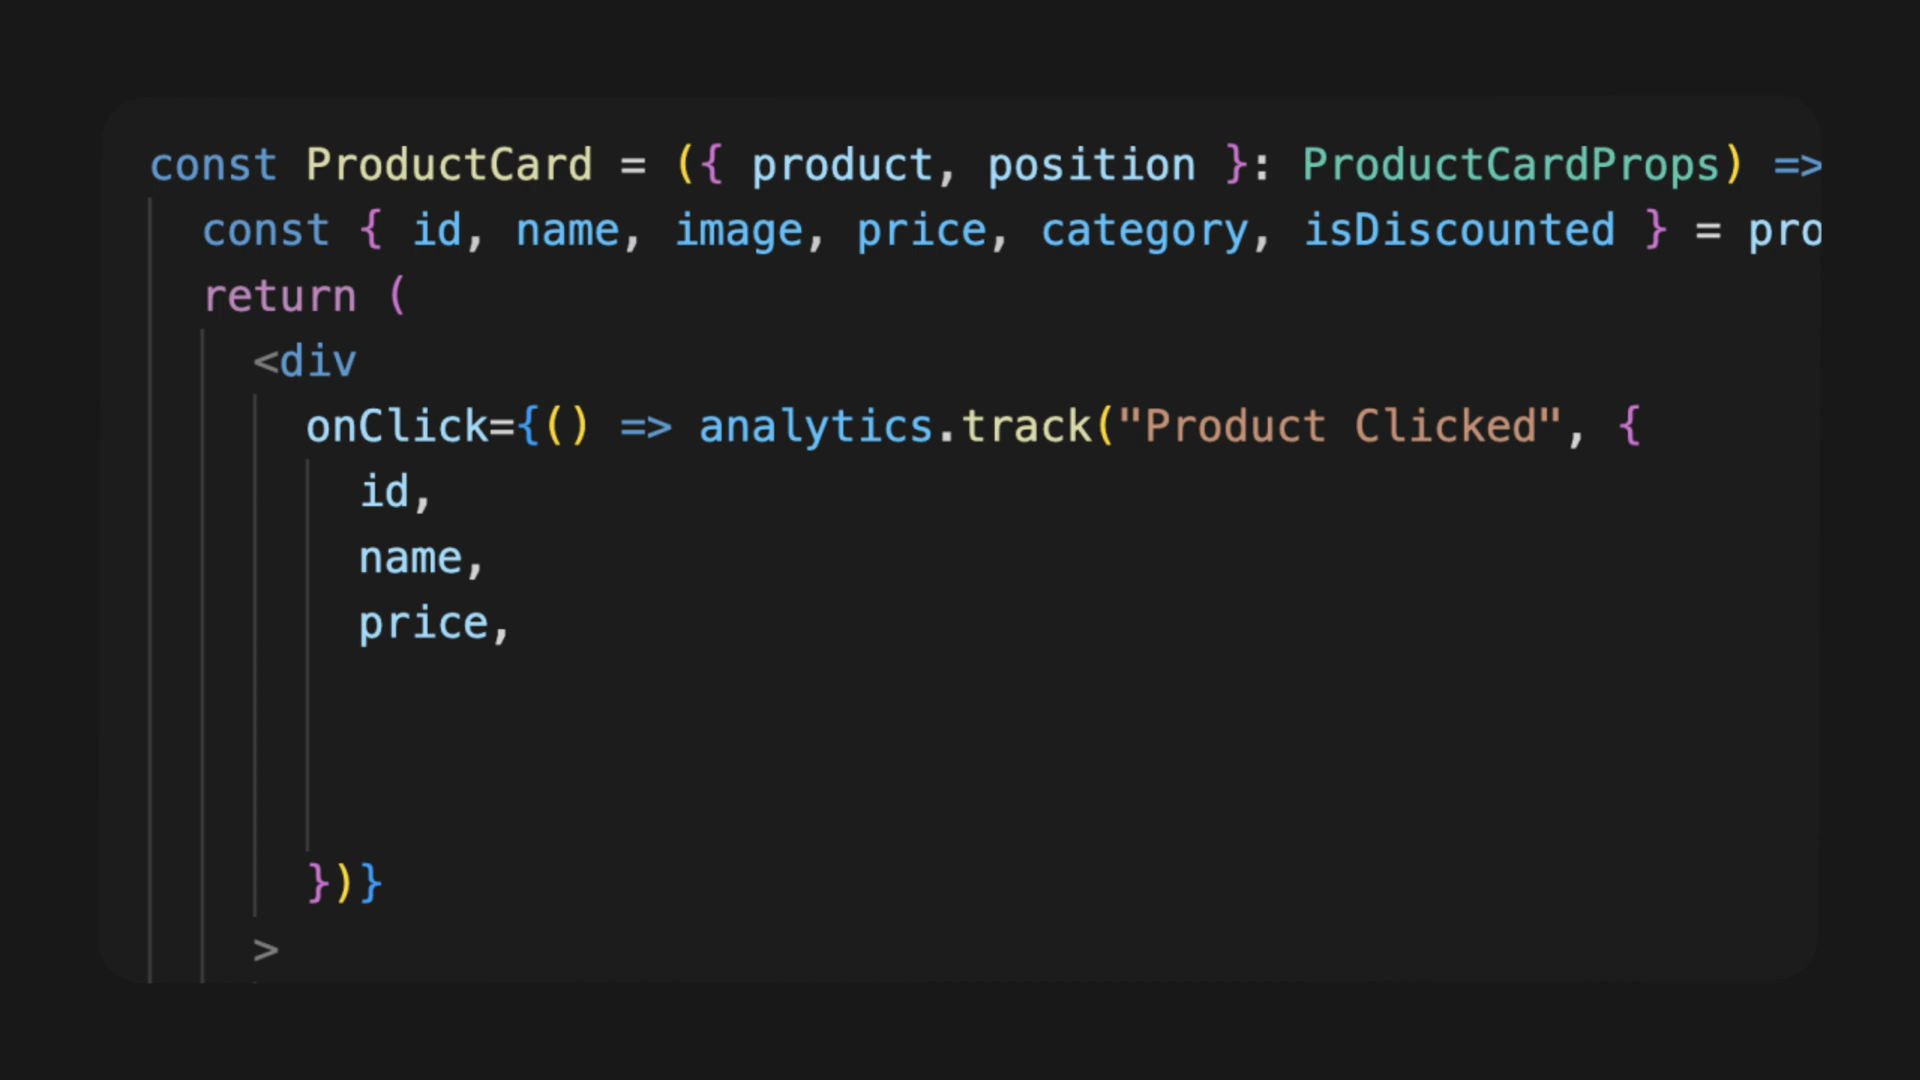 const ProductCard = ({ product, position }: ProductCardProps) =>
const { id, name, image, price, category, isDiscounted } = pro
return (
<div
onClick={() => analytics.track("Product Clicked", {
id,
name,
price,
})}
>